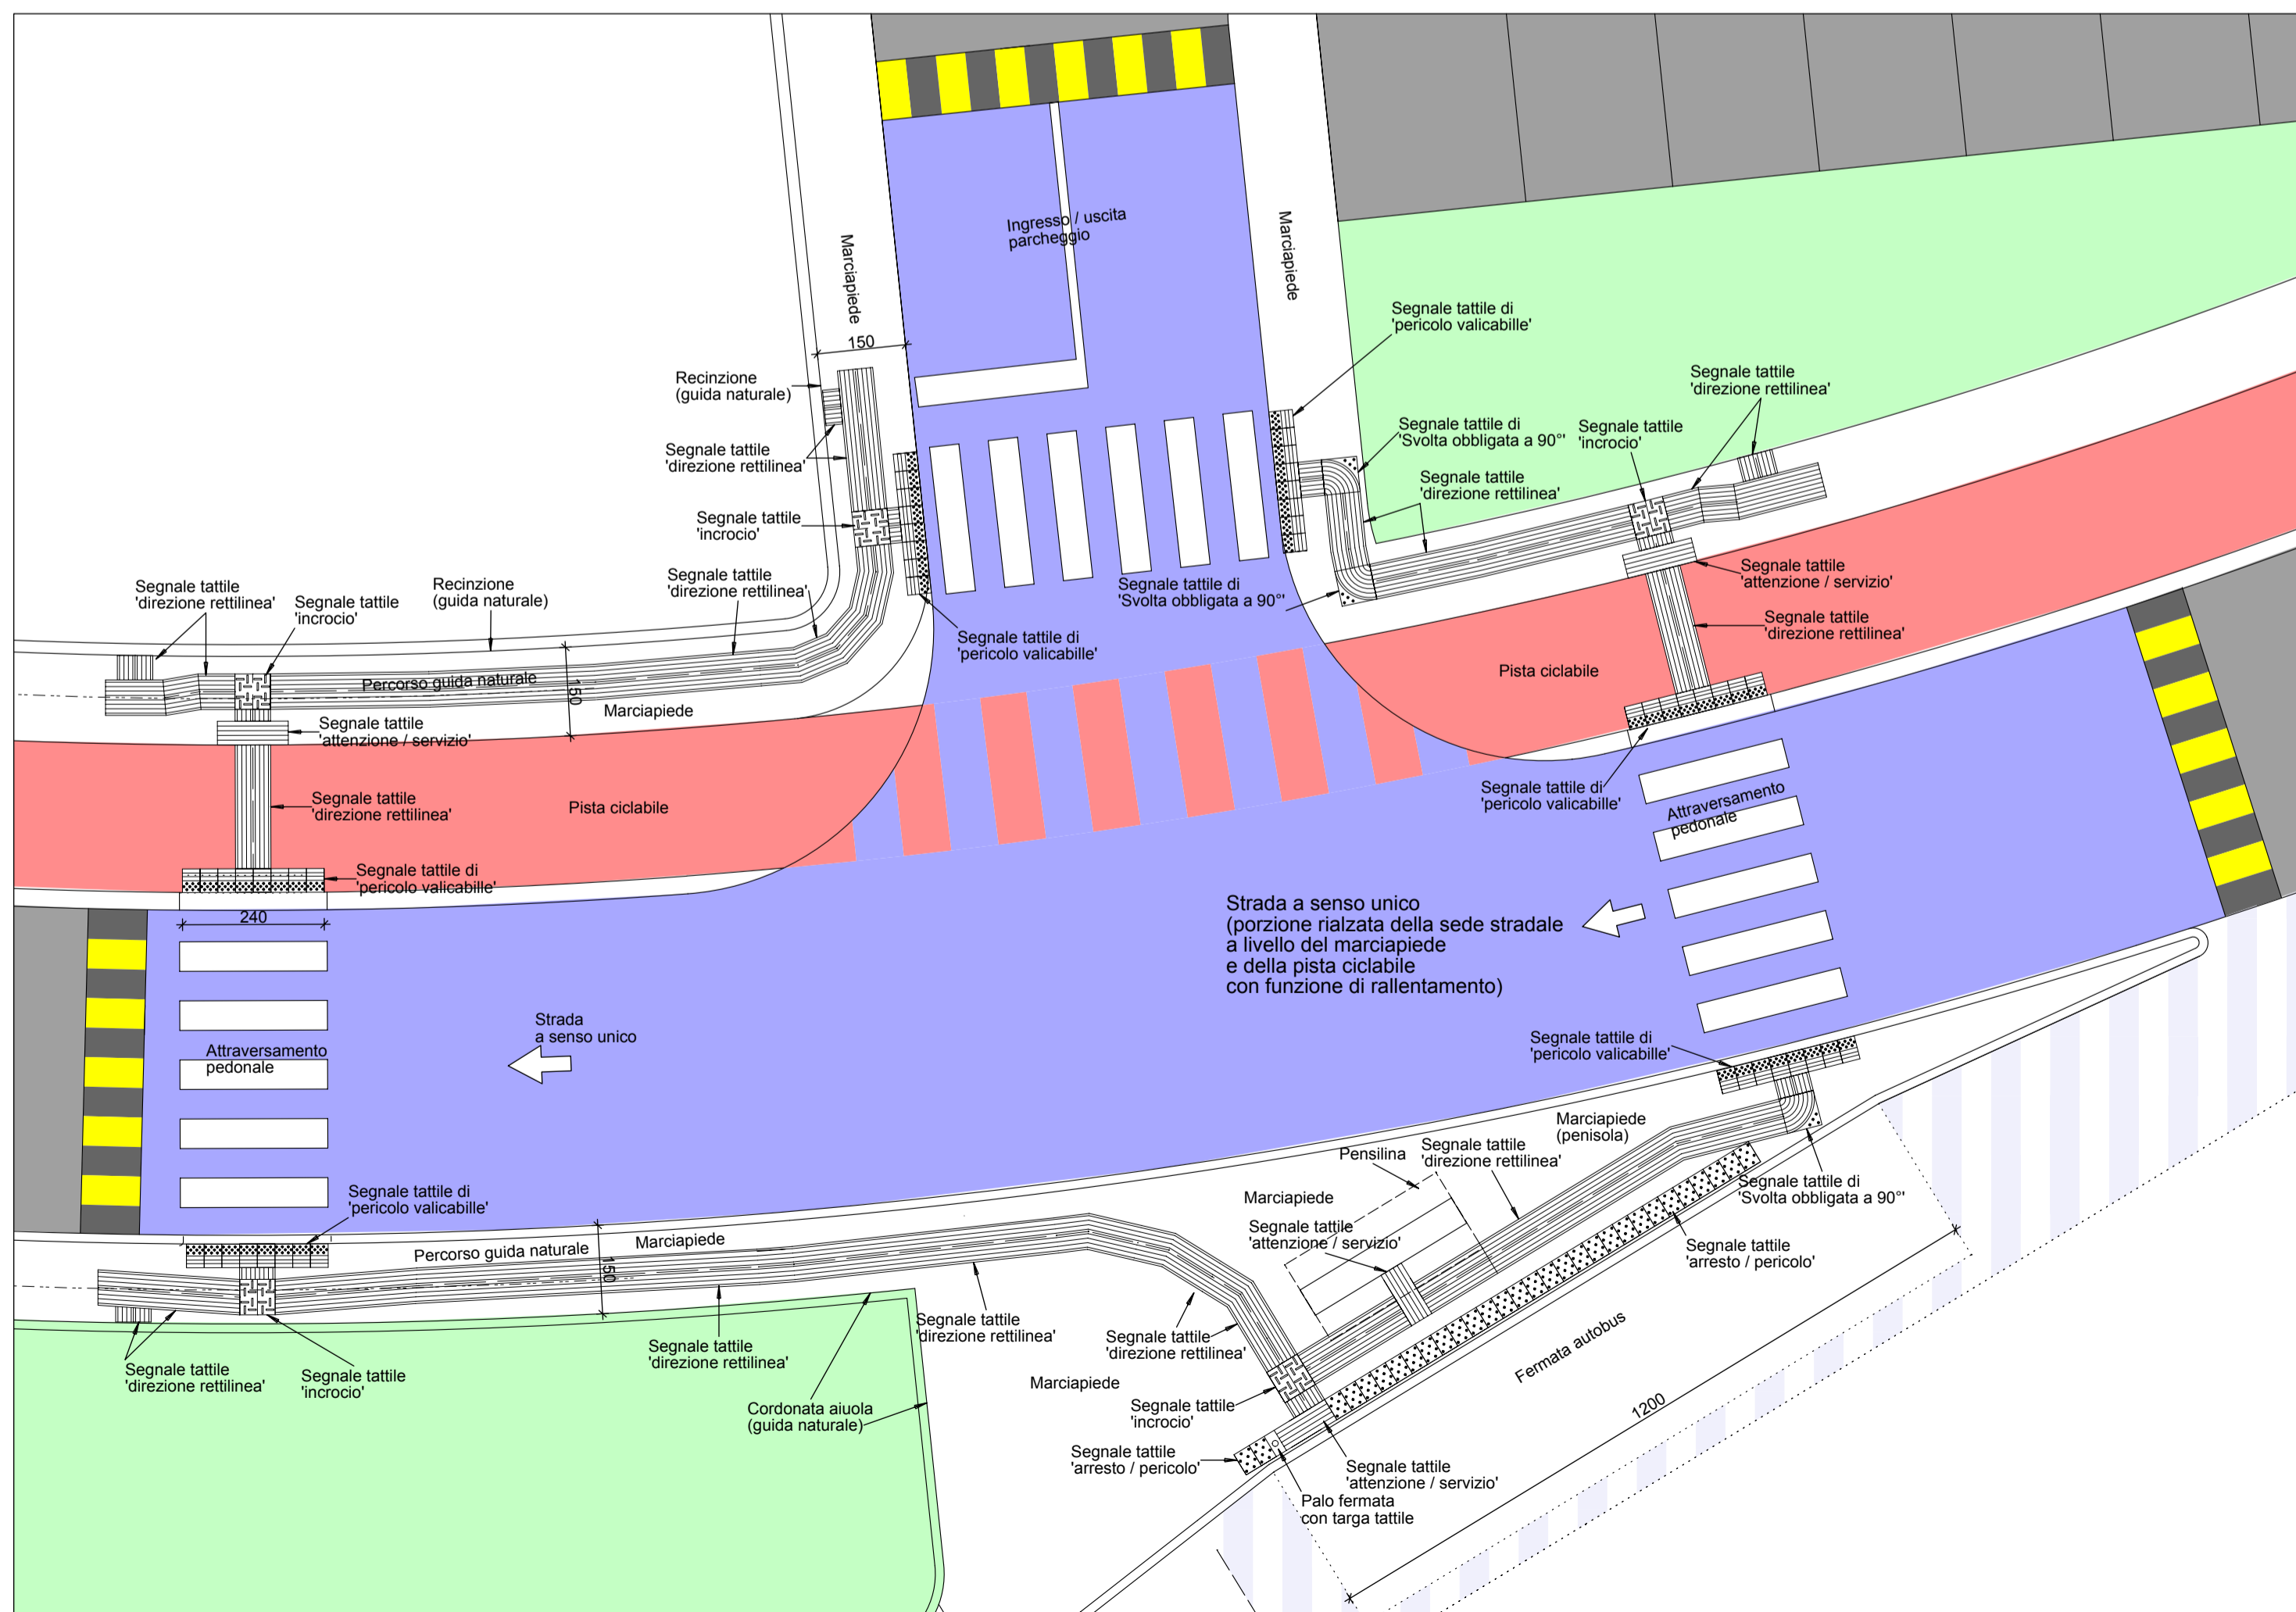 Ingresso / uscita
parcheggio
Marciapiede
Marciapiede
150
Segnale tattile di
'pericolo valicabille'
Recinzione
(guida naturale)
Segnale tattile
'direzione rettilinea'
Segnale tattile di
'Svolta obbligata a 90°'
Segnale tattile
'incrocio'
Segnale tattile
'direzione rettilinea'
Segnale tattile
'direzione rettilinea'
Segnale tattile
'incrocio'
Segnale tattile
'direzione rettilinea'
Segnale tattile
'incrocio'
Recinzione
(guida naturale)
Segnale tattile
'direzione rettilinea'
Segnale tattile di
'Svolta obbligata a 90°'
Segnale tattile
'attenzione / servizio'
Segnale tattile
'direzione rettilinea'
Segnale tattile di
'pericolo valicabille'
Percorso guida naturale
150
Marciapiede
Pista ciclabile
Segnale tattile
'attenzione / servizio'
Segnale tattile
'direzione rettilinea'
Pista ciclabile
Segnale tattile di
'pericolo valicabille'
Attraversamento
pedonale
Segnale tattile di
'pericolo valicabille'
240
Strada a senso unico
(porzione rialzata della sede stradale
a livello del marciapiede
e della pista ciclabile
con funzione di rallentamento)
Strada
a senso unico
Attraversamento
pedonale
Segnale tattile di
'pericolo valicabille'
Marciapiede
(penisola)
Pensilina
Segnale tattile
'direzione rettilinea'
Segnale tattile di
'Svolta obbligata a 90°'
Segnale tattile di
'pericolo valicabille'
Marciapiede
Segnale tattile
'attenzione / servizio'
Percorso guida naturale
Marciapiede
150
Segnale tattile
'arresto / pericolo'
Segnale tattile
'direzione rettilinea'
Segnale tattile
'direzione rettilinea'
Segnale tattile
'direzione rettilinea'
Segnale tattile
'direzione rettilinea'
Segnale tattile
'incrocio'
Fermata autobus
Marciapiede
Cordonata aiuola
(guida naturale)
Segnale tattile
'incrocio'
1200
Segnale tattile
'arresto / pericolo'
Segnale tattile
'attenzione / servizio'
Palo fermata
con targa tattile